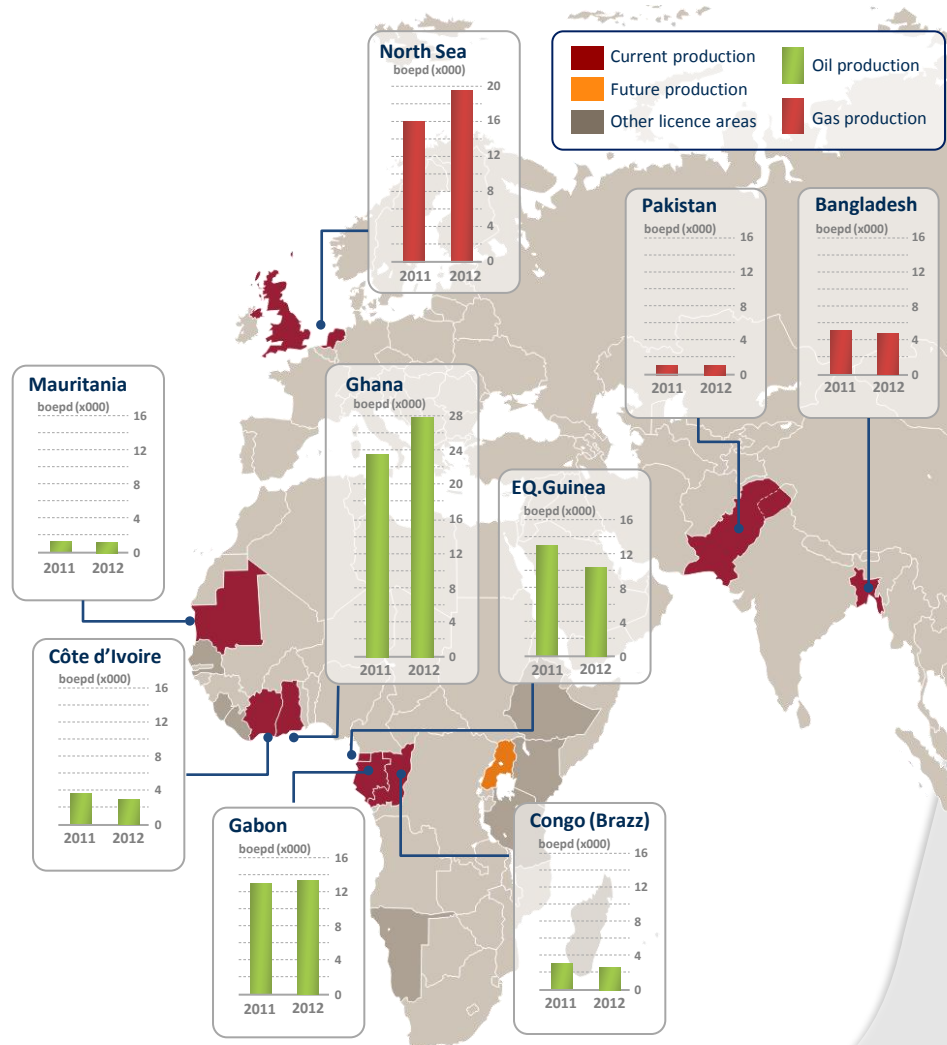 North Sea
boepd (x000)
20
16
12
8
4
0
2011 2012
Current production
Future production
Other licence areas
Oil production
Gas production
Pakistan
boepd (x000)
16
12
8
4
0
2011 2012
Bangladesh
boepd (x000)
16
12
8
4
0
2011 2012
Mauritania
boepd (x000)
16
12
8
4
0
2011 2012
Ghana
boepd (x000)
28
24
20
16
12
8
4
0
2011 2012
EQ.Guinea
boepd (x000)
16
12
8
4
0
2011 2012
Côte d’Ivoire
boepd (x000)
16
12
8
4
0
2011 2012
Gabon
boepd (x000)
16
12
8
4
0
2011 2012
Congo (Brazz)
boepd (x000)
16
12
8
4
0
2011 2012